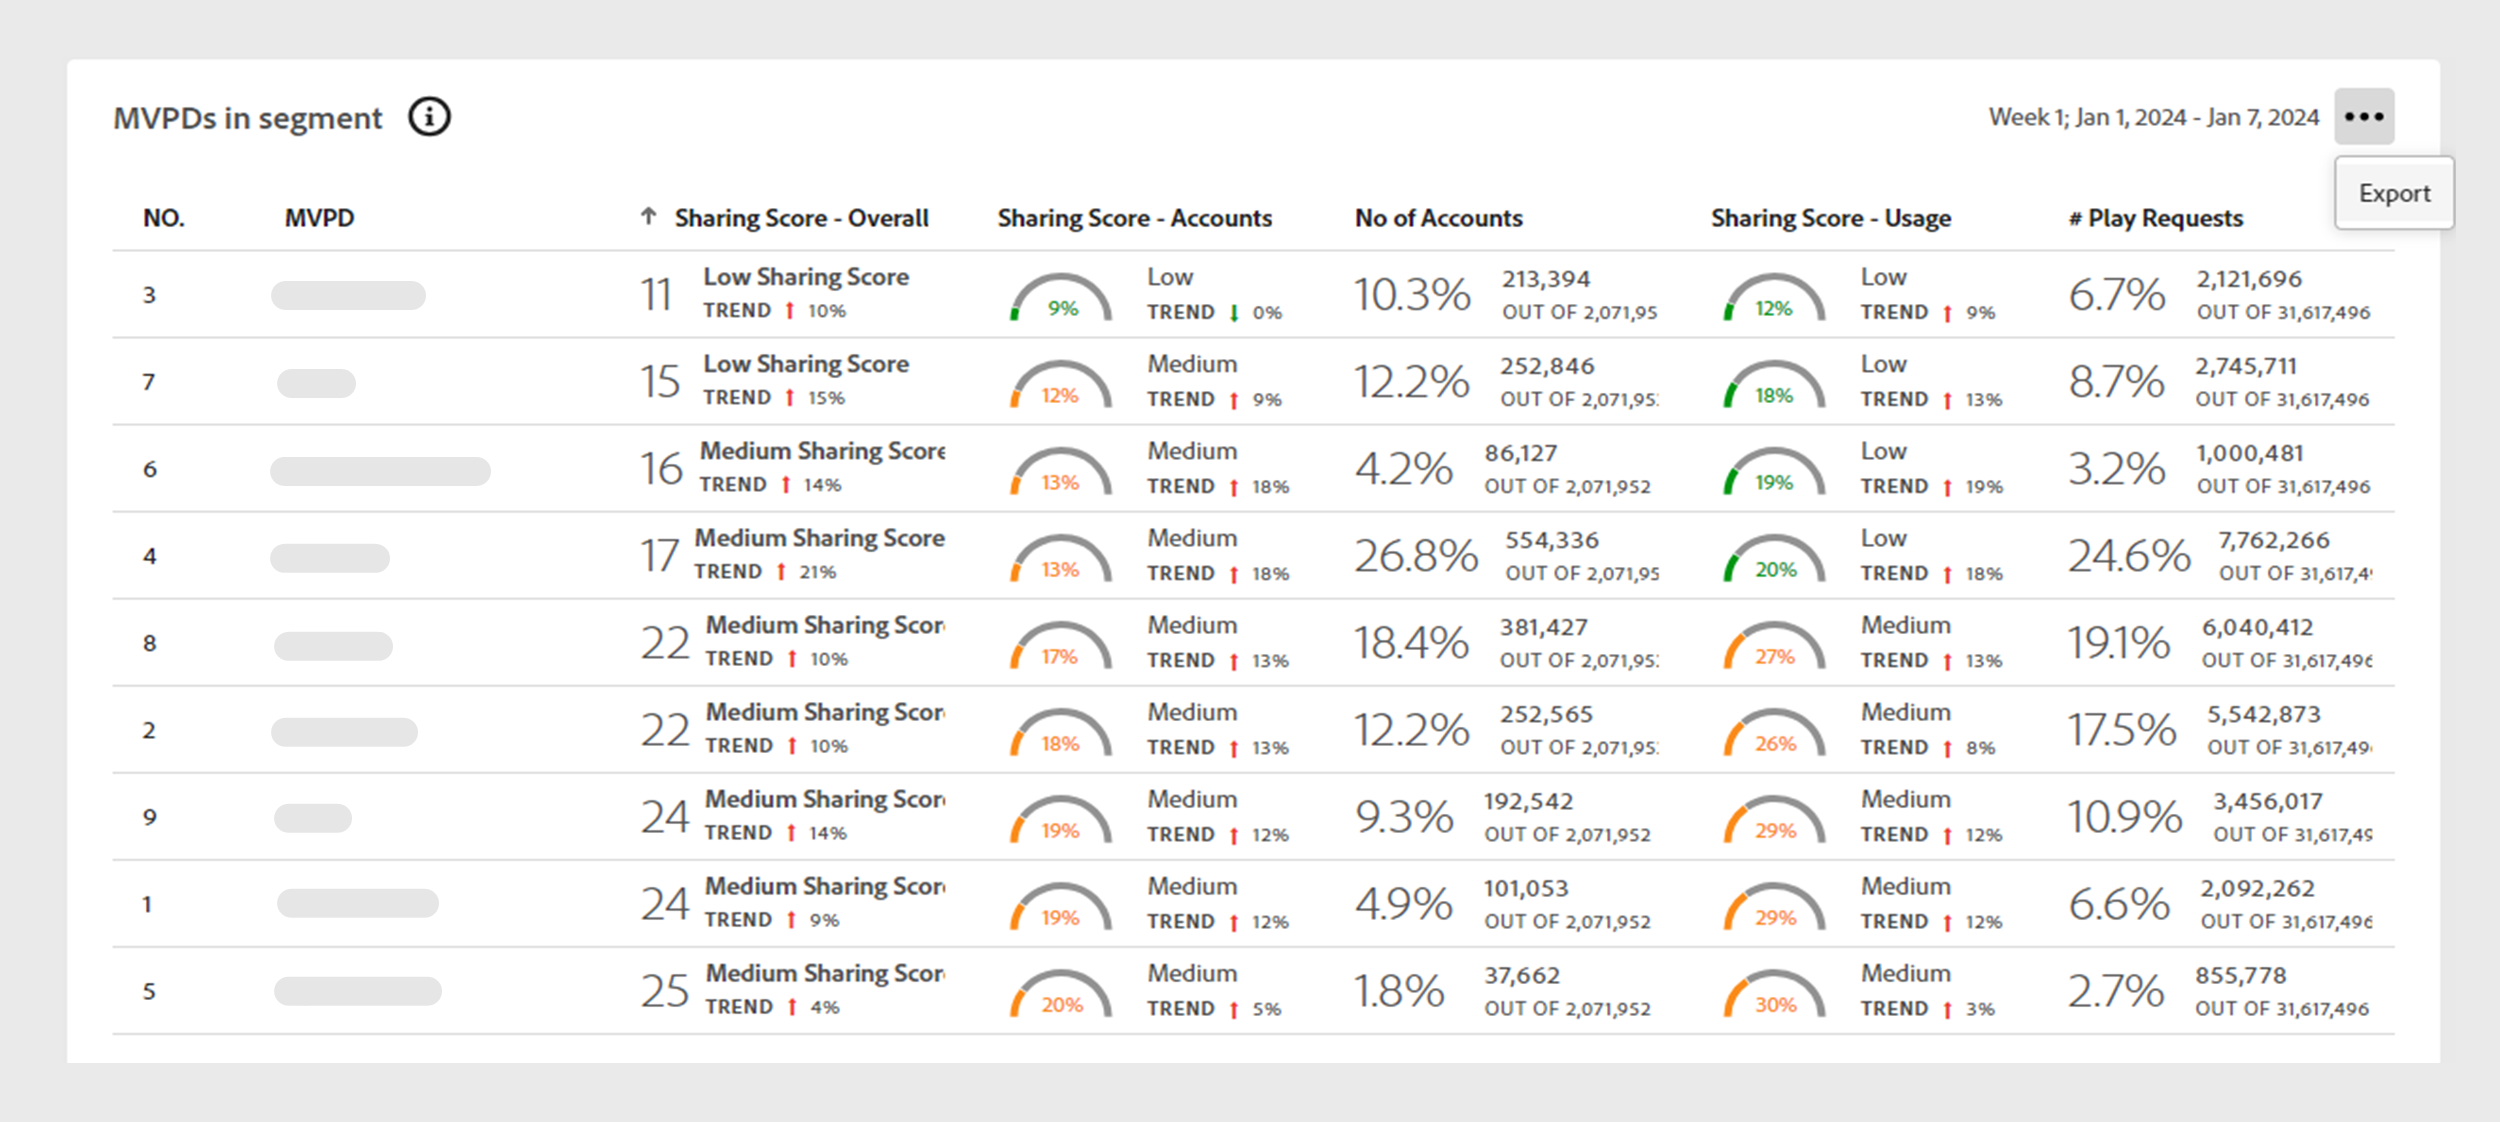 MVPDs in segment
Week 1; Jan 1, 2024 - Jan 7, 2024
Export
NO. MVPD Sharing Score - Overall Sharing Score - Accounts No of Accounts Sharing Score - Usage # Play Requests
3 11 Low Sharing Score 9% Low 10.3% 213,394 12% Low 6.7% 2,121,696
TREND 10% TREND 0% OUT OF 2,071,95 TREND 9% OUT OF 31,617,496
7 15 Low Sharing Score 12% Medium 12.2% 252,846 18% Low 8.7% 2,745,711
TREND 15% TREND 9% OUT OF 2,071,95 TREND 13% OUT OF 31,617,496
6 16 Medium Sharing Score 13% Medium 4.2% 86,127 19% Low 3.2% 1,000,481
TREND 14% TREND 18% OUT OF 2,071,952 TREND 19% OUT OF 31,617,496
4 17 Medium Sharing Score 13% Medium 26.8% 554,336 20% Low 24.6% 7,762,266
TREND 21% TREND 18% OUT OF 2,071,95 TREND 18% OUT OF 31,617,4
8 22 Medium Sharing Scor 17% Medium 18.4% 381,427 27% Medium 19.1% 6,040,412
TREND 10% TREND 13% OUT OF 2,071,95 TREND 13% OUT OF 31,617,496
2 22 Medium Sharing Scor 18% Medium 12.2% 252,565 26% Medium 17.5% 5,542,873
TREND 10% TREND 13% OUT OF 2,071,95 TREND 8% OUT OF 31,617,49
9 24 Medium Sharing Scor 19% Medium 9.3% 192,542 29% Medium 10.9% 3,456,017
TREND 14% TREND 12% OUT OF 2,071,952 TREND 12% OUT OF 31,617,49
1 24 Medium Sharing Scor 19% Medium 4.9% 101,053 29% Medium 6.6% 2,092,262
TREND 9% TREND 12% OUT OF 2,071,952 TREND 12% OUT OF 31,617,496
5 25 Medium Sharing Scor 20% Medium 1.8% 37,662 30% Medium 2.7% 855,778
TREND 4% TREND 5% OUT OF 2,071,952 TREND 3% OUT OF 31,617,496